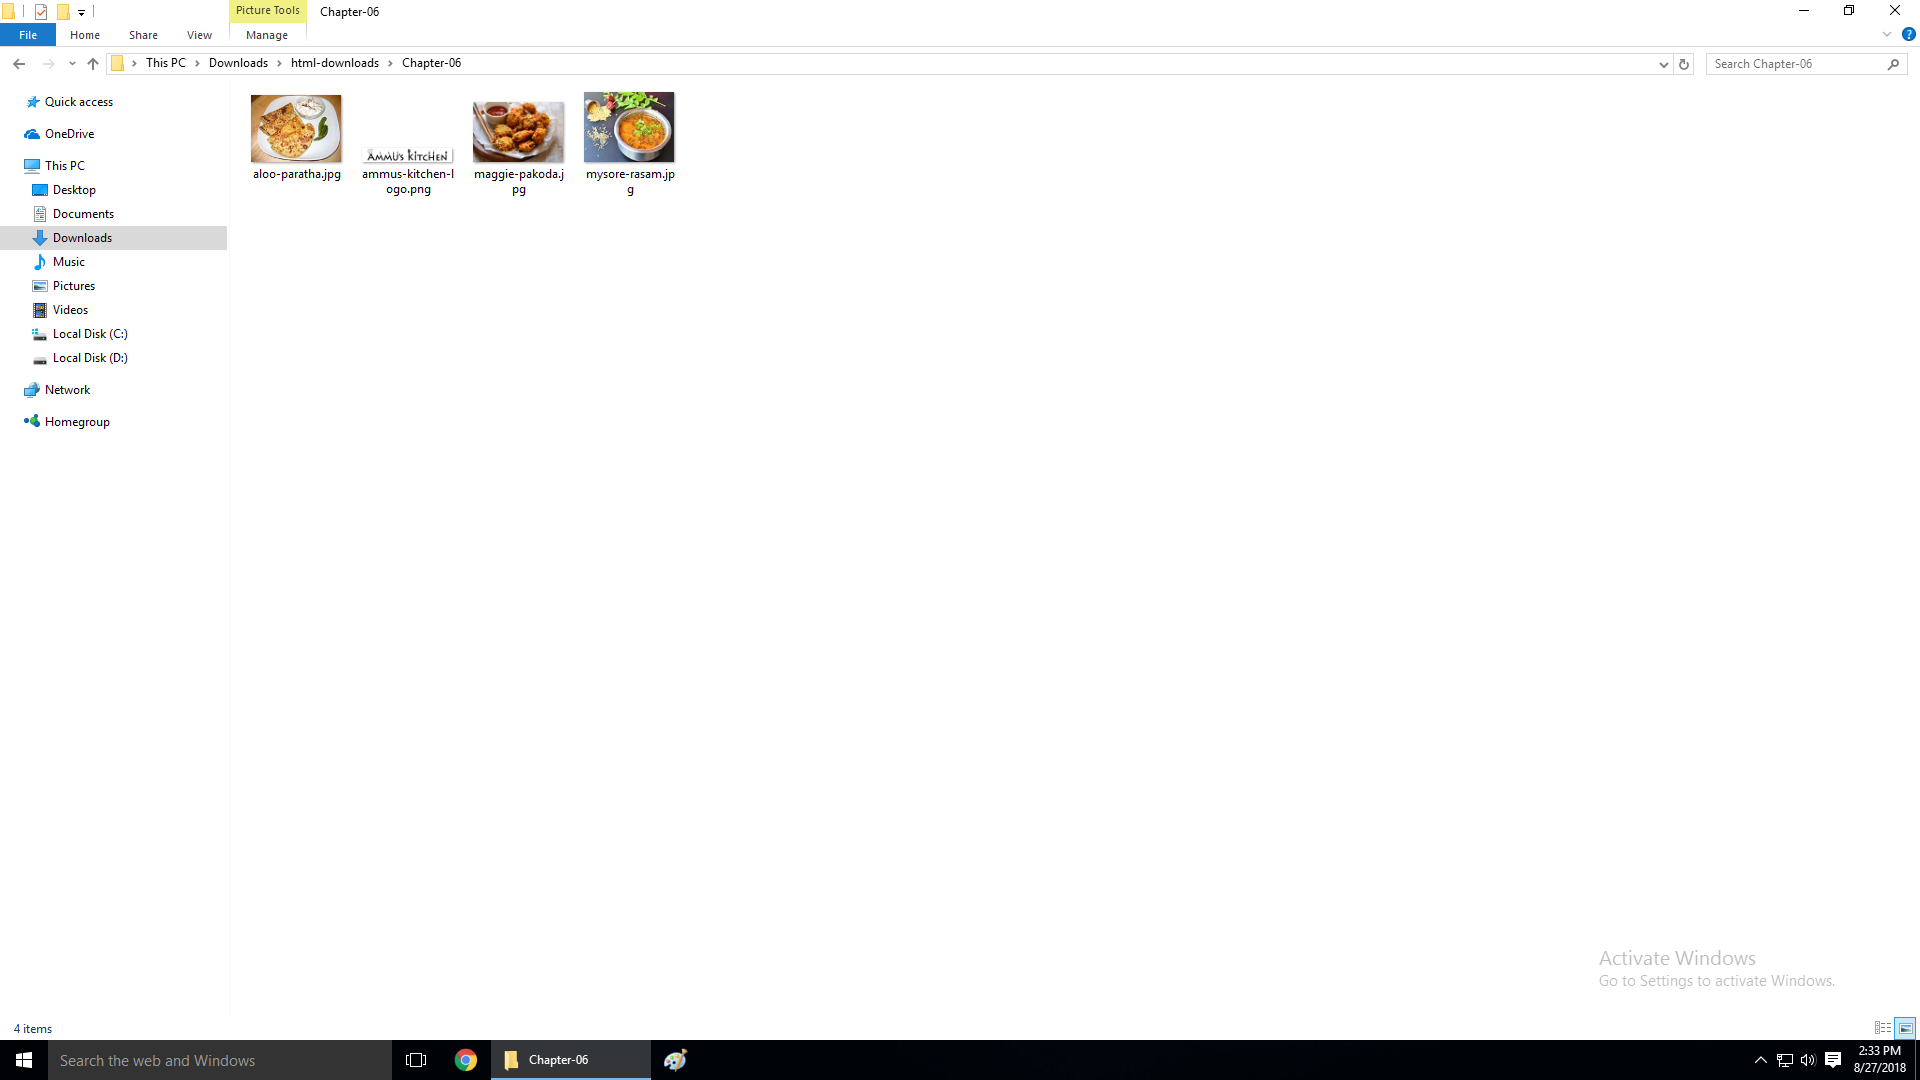 Picture Tools
Chapter-06
File
Home
Share
View
Manage
This PC
Downloads
html-downloads
Chapter-06
Search Chapter-06
Quick access
OneDrive
This PC
Desktop
Documents
Downloads
Music
Pictures
Videos
Local Disk (C:)
Local Disk (D:)
Network
Homegroup
AMMU's KITCHEN
aloo-paratha.jpg
ammus-kitchen-l
ogo.png
maggie-pakoda.j
pg
mysore-rasam.jp
g
Activate Windows
Go to Settings to activate Windows.
4 items
Search the web and Windows
Chapter-06
2:33 PM
8/27/2018